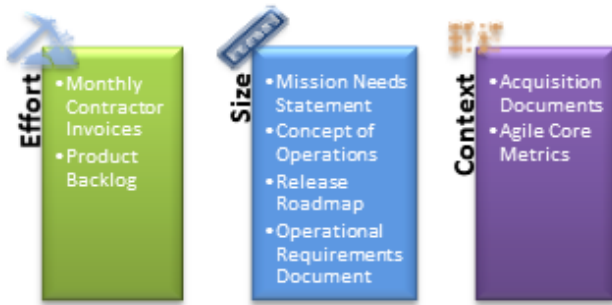 Effort
•Monthly
Contractor
Invoices
•Product
Backlog
Size
•Mission Needs
Statement
•Concept of
Operations
•Release
Roadmap
•Operational
Requirements
Document
Context
•Acquisition
Documents
•Agile Core
Metrics